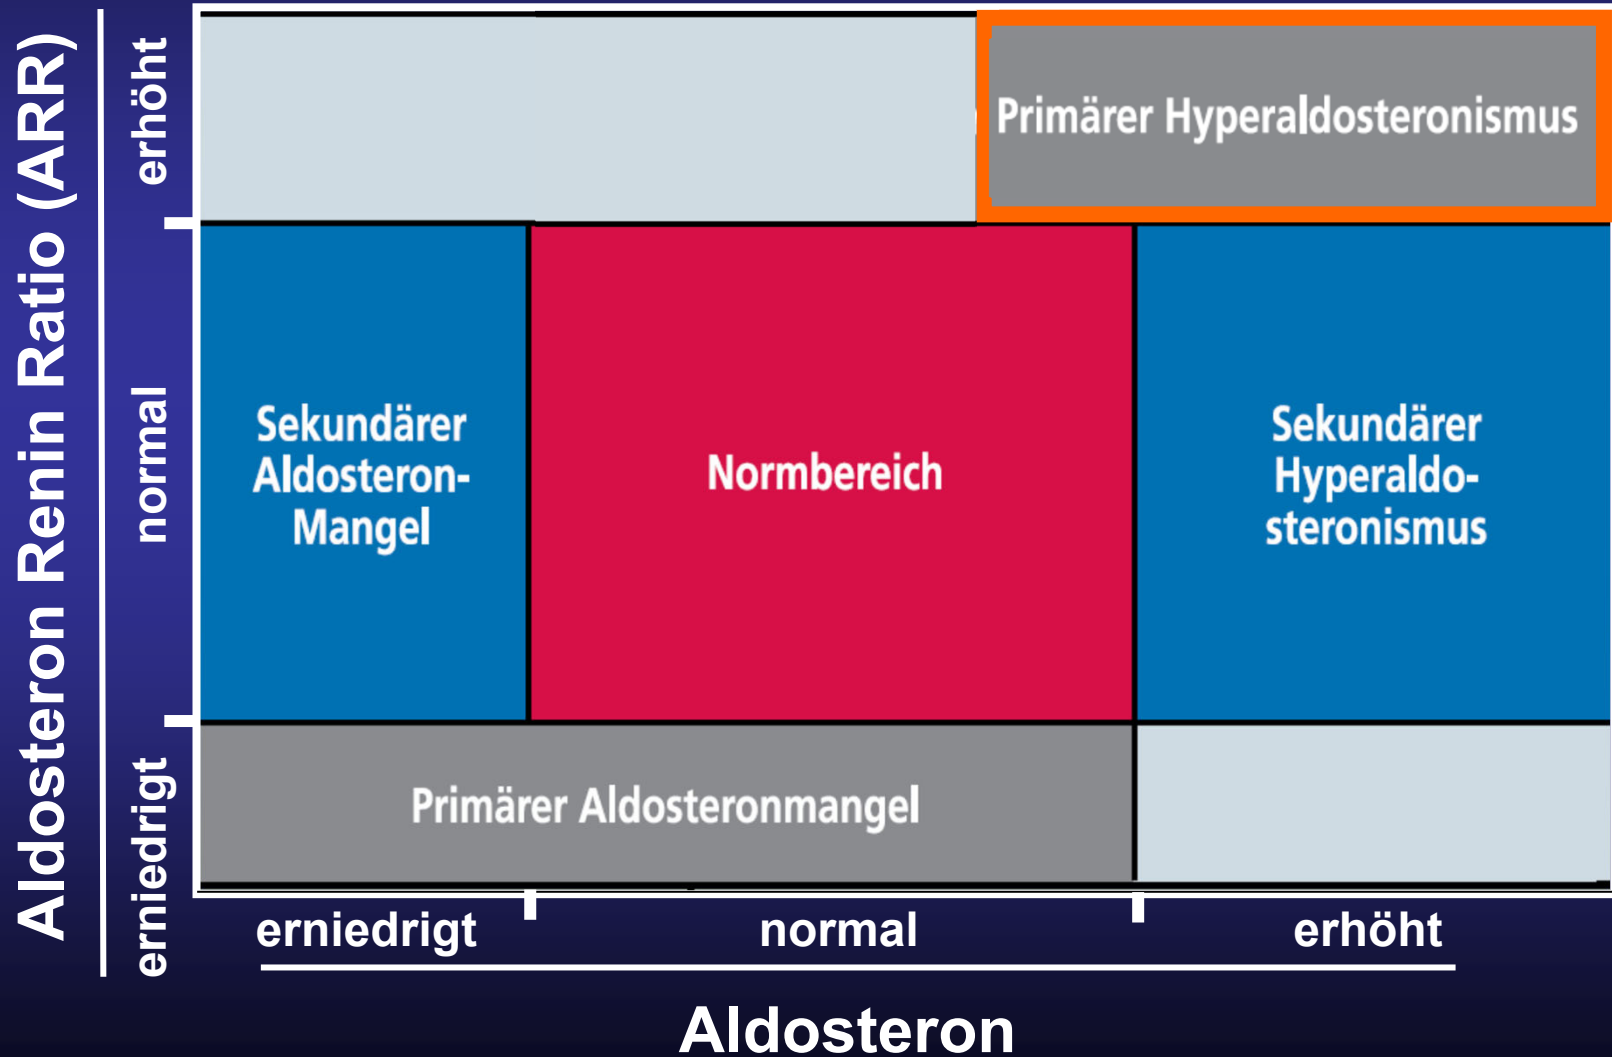 Aldosteron Renin Ratio (ARR)
erhöht
normal
erniedrigt
Primärer Hyperaldosteronismus
Sekundärer
Aldosteron-
Mangel
Normbereich
Sekundärer
Hyperaldo-
steronismus
Primärer Aldosteronmangel
erniedrigt
normal
erhöht
Aldosteron